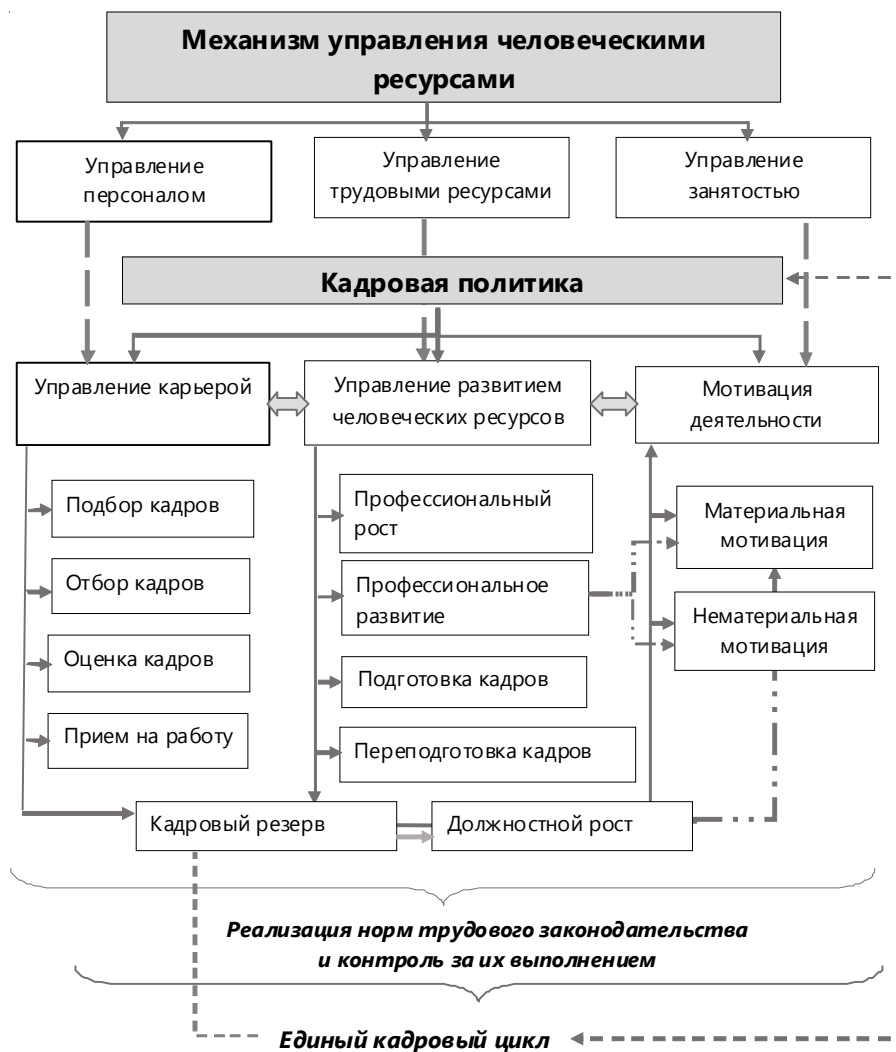 Механизм управления человеческими
ресурсами
Управление
персоналом
Управление
трудовыми ресурсами
Управление
занятостью
Кадровая политика
Управление карьерой
Управление развитием
человеческих ресурсов
Мотивация
деятельности
Подбор кадров
Отбор кадров
Оценка кадров
Прием на работу
Профессиональный
рост
Профессиональное
развитие
Подготовка кадров
Переподготовка кадров
Материальная
мотивация
Нематериальная
мотивация
Кадровый резерв
Должностной рост
Реализация норм трудового законодательства
и контроль за их выполнением
Единый кадровый цикл